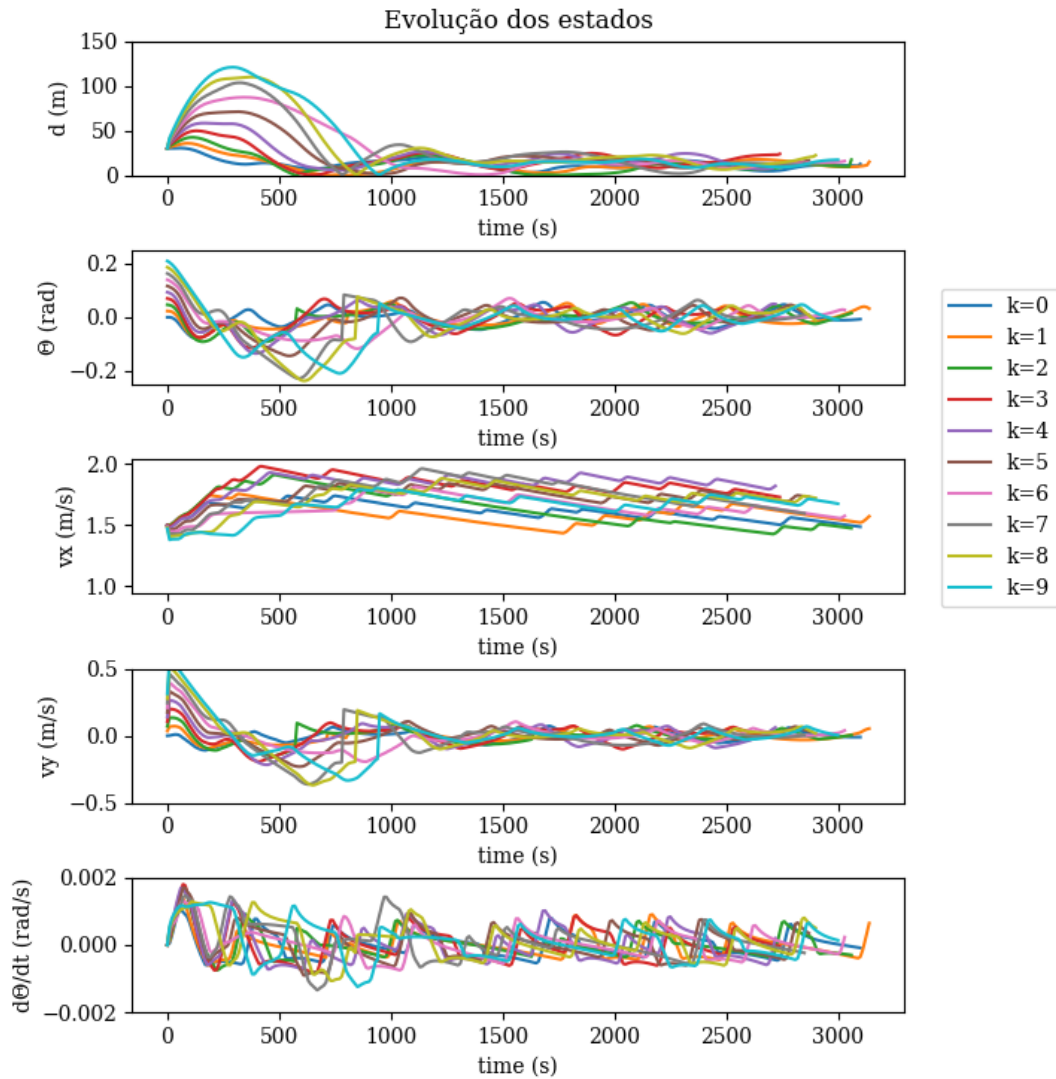 Evolução dos estados
150
100
50
0
d (m)
0 500 1000 1500 2000 2500 3000
time (s)
0.2
0.0
−0.2
Θ (rad)
0 500 1000 1500 2000 2500 3000
time (s)
2.0
1.5
1.0
vx (m/s)
0 500 1000 1500 2000 2500 3000
time (s)
0.5
0.0
−0.5
vy (m/s)
0 500 1000 1500 2000 2500 3000
time (s)
0.002
0.000
−0.002
dΘ/dt (rad/s)
0 500 1000 1500 2000 2500 3000
time (s)
k=0
k=1
k=2
k=3
k=4
k=5
k=6
k=7
k=8
k=9